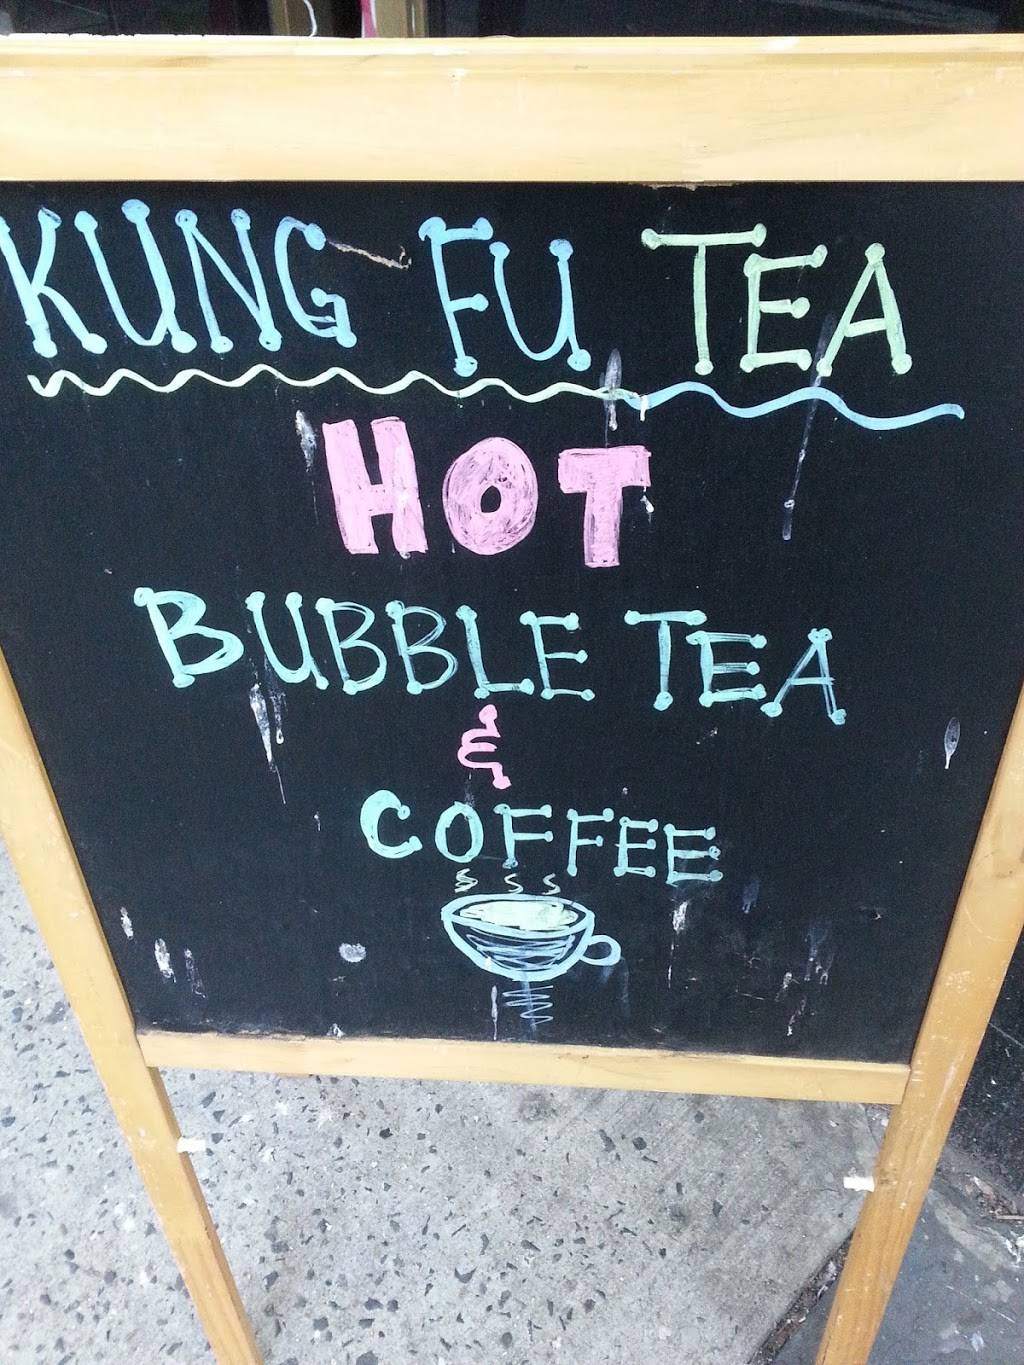 KUNG FU TEA
HOT
BUBBLE TEA
&
COFFEE